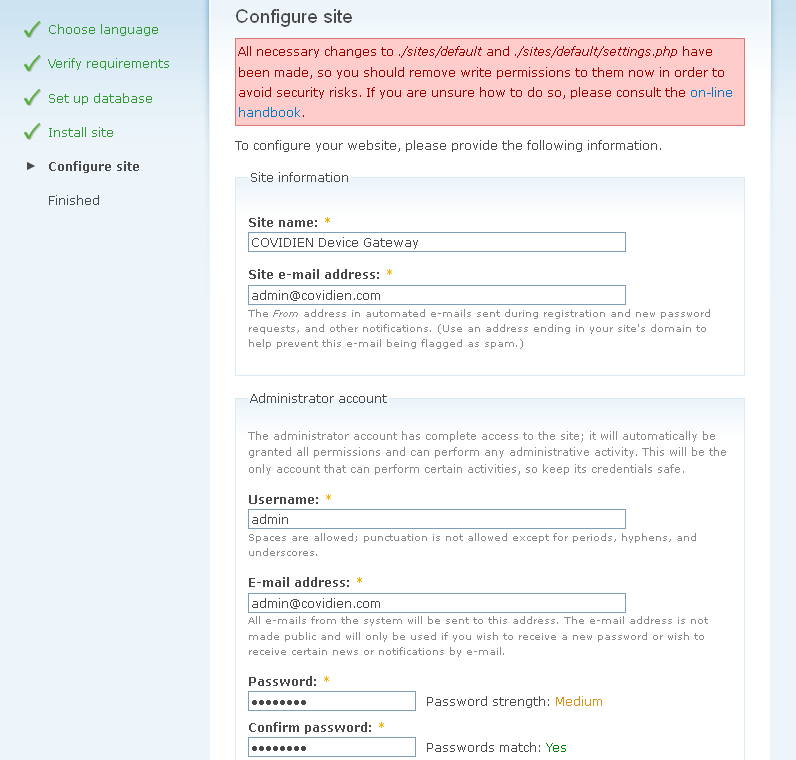 Choose language
Verify requirements
Set up database
Install site
Configure site
Finished
Configure site
All necessary changes to ./sites/default and ./sites/default/settings.php have
been made, so you should remove write permissions to them now in order to
avoid security risks. If you are unsure how to do so, please consult the on-line
handbook.
To configure your website, please provide the following information.
Site information
Site name: *
COVIDIEN Device Gateway
Site e-mail address: *
admin@covidien.com
The From address in automated e-mails sent during registration and new password
requests, and other notifications. (Use an address ending in your site's domain to
help prevent this e-mail being flagged as spam.)
Administrator account
The administrator account has complete access to the site; it will automatically be
granted all permissions and can perform any administrative activity. This will be the
only account that can perform certain activities, so keep its credentials safe.
Username: *
admin
Spaces are allowed; punctuation is not allowed except for periods, hyphens, and
underscores.
E-mail address: *
admin@covidien.com
All e-mails from the system will be sent to this address. The e-mail address is not
made public and will only be used if you wish to receive a new password or wish to
receive certain news or notifications by e-mail.
Password: *
●●●●●●●● Password strength: Medium
Confirm password: *
●●●●●●●● Passwords match: Yes